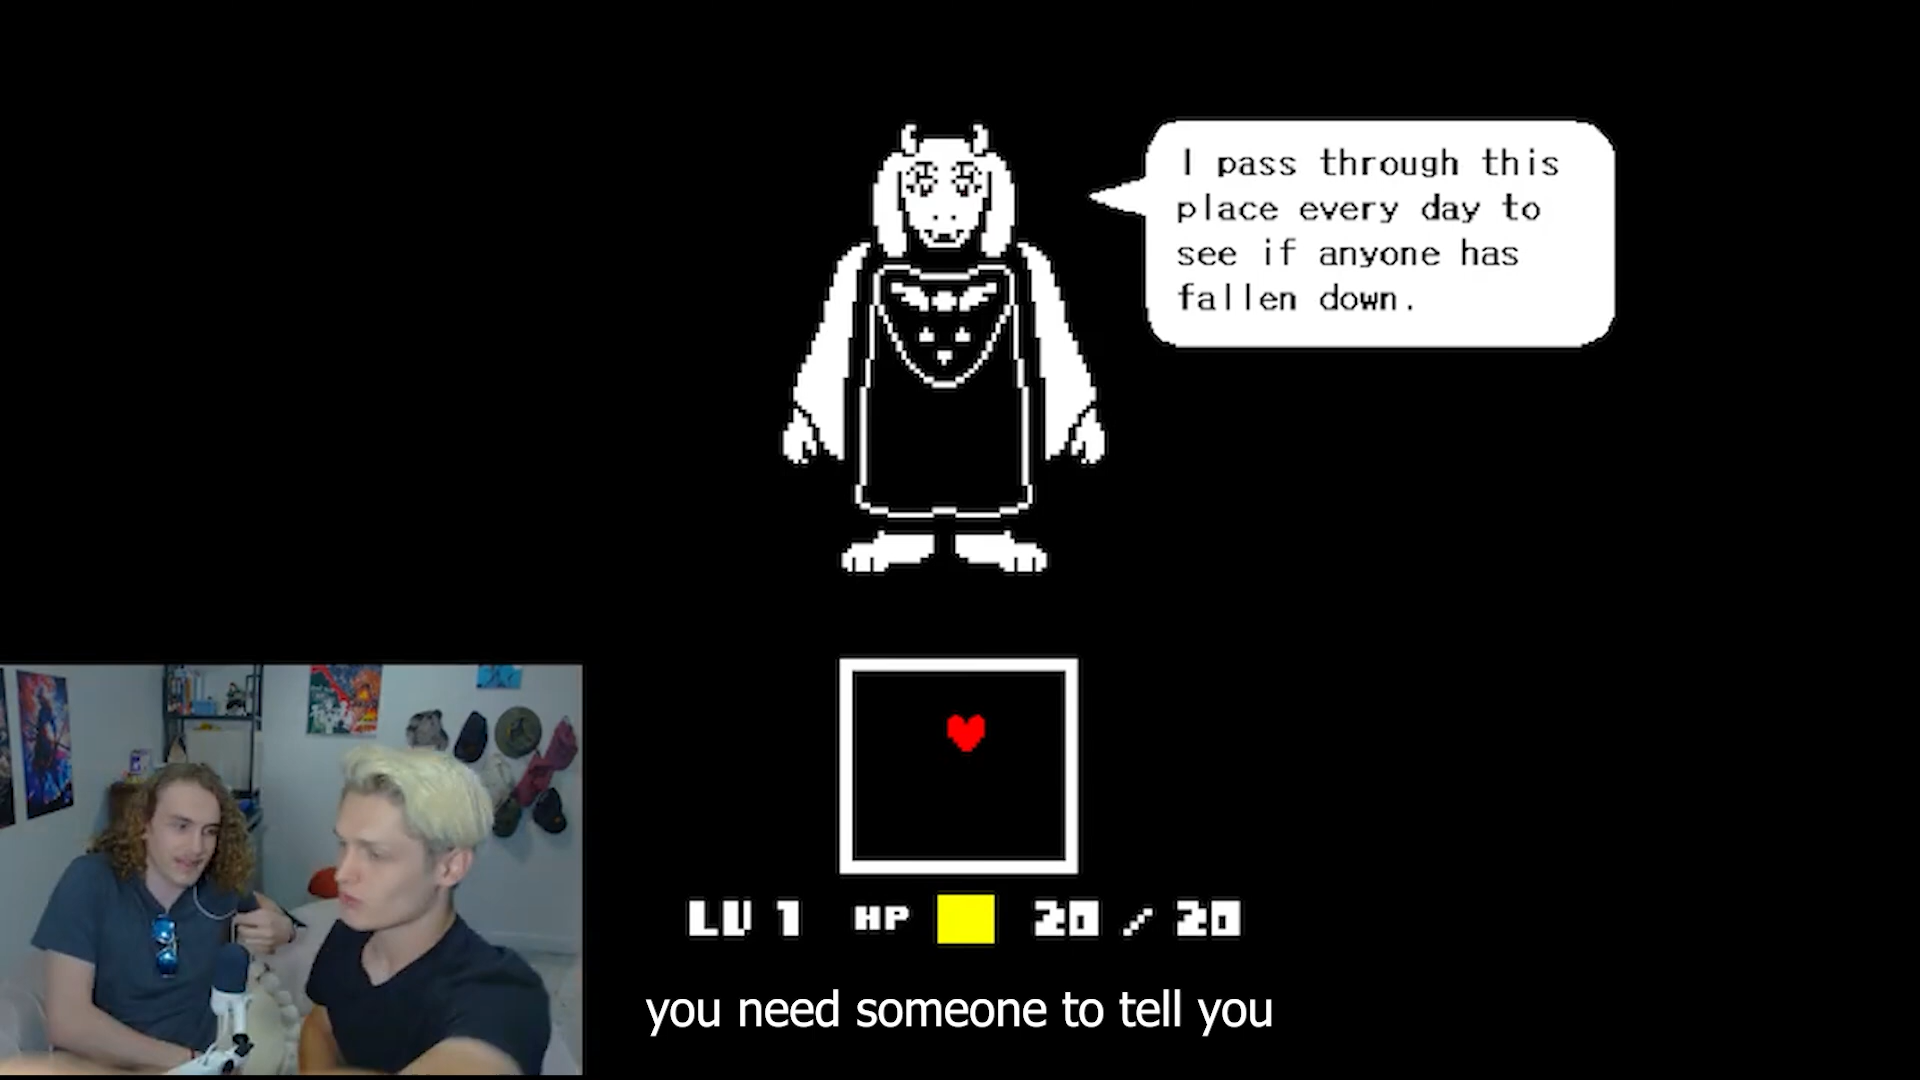 I pass through this
place every day to
see if anyone has
fallen down.
LV 1 HP 20 / 20
you need someone to tell you